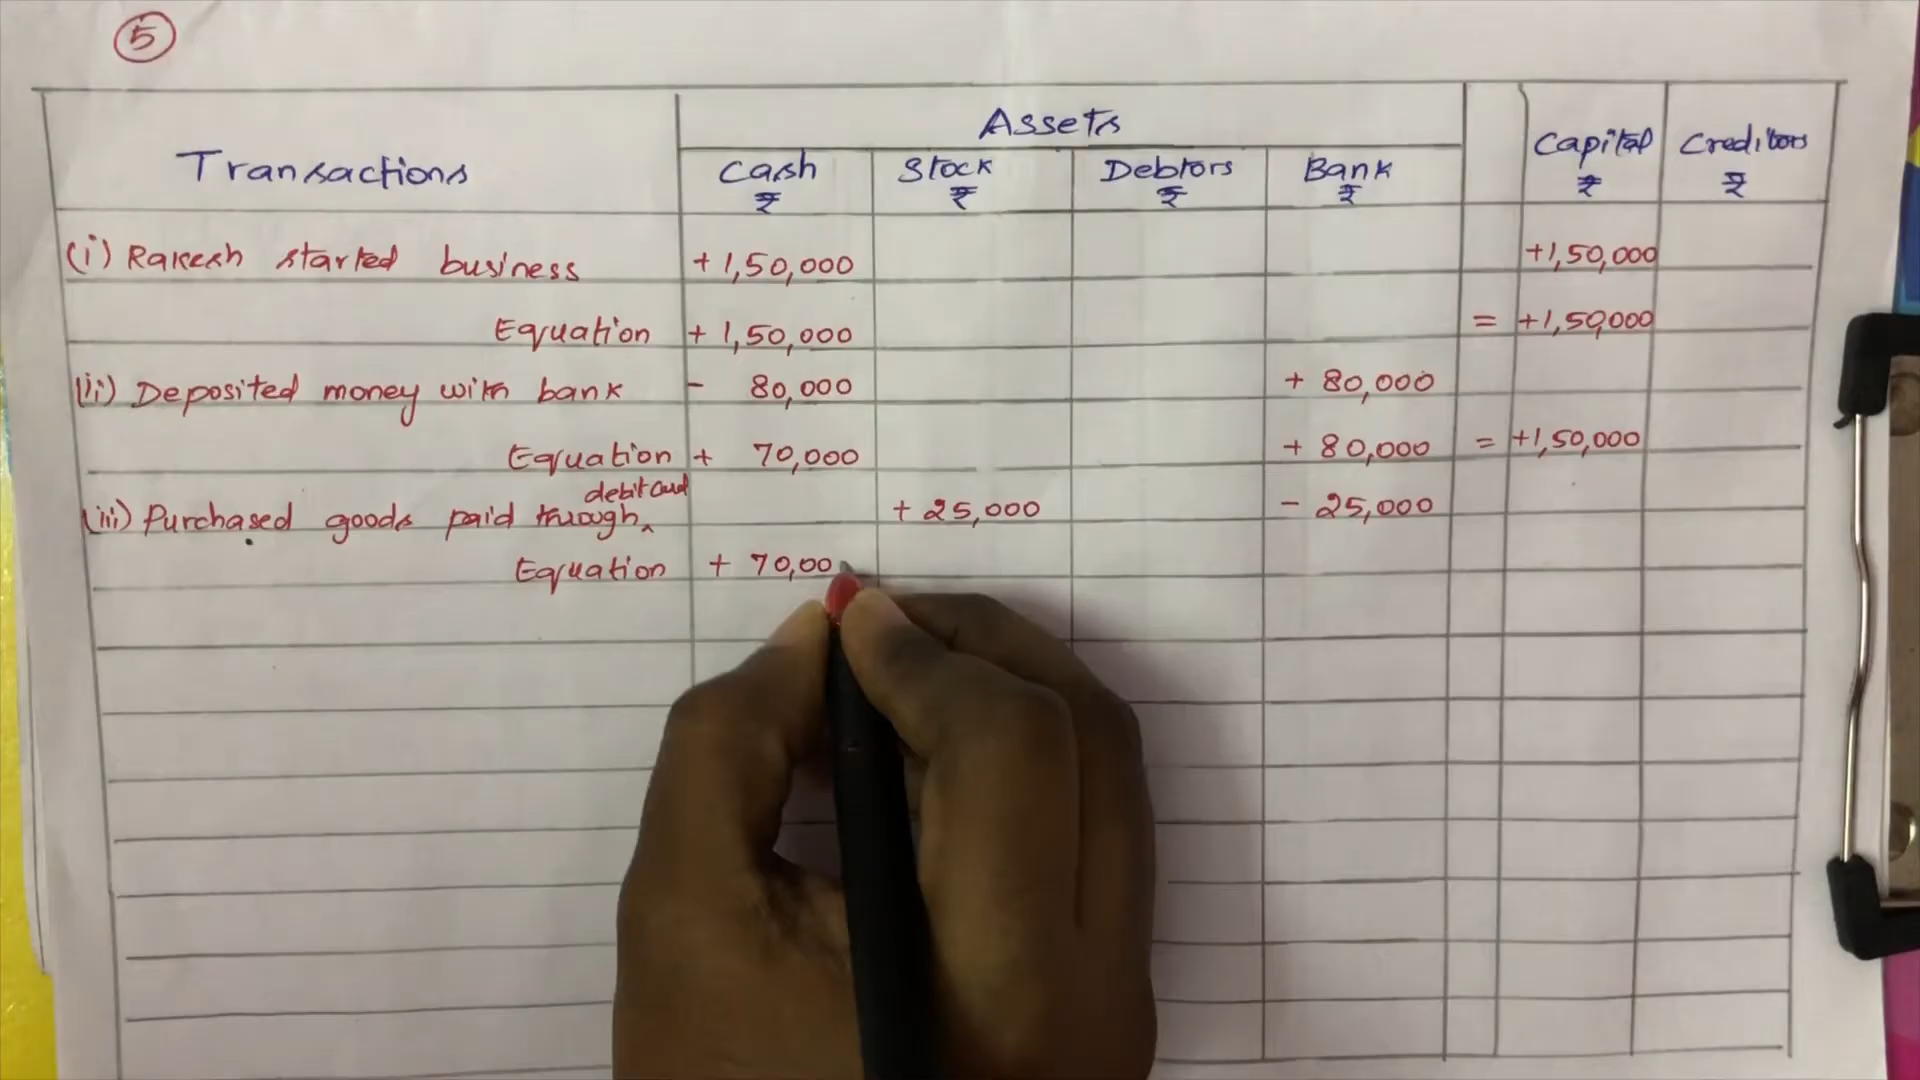 5
Assets
Transactions Cash Stock Debtors Bank Capital Creditors
₹ ₹ ₹ ₹ ₹ ₹
(i) Rakesh started business +1,50,000 +1,50,000
Equation +1,50,000 = +1,50,000
(ii) Deposited money with bank - 80,000 + 80,000
Equation + 70,000 + 80,000 = +1,50,000
debit card
(iii) Purchased goods paid through ^ + 25,000 - 25,000
Equation + 70,00